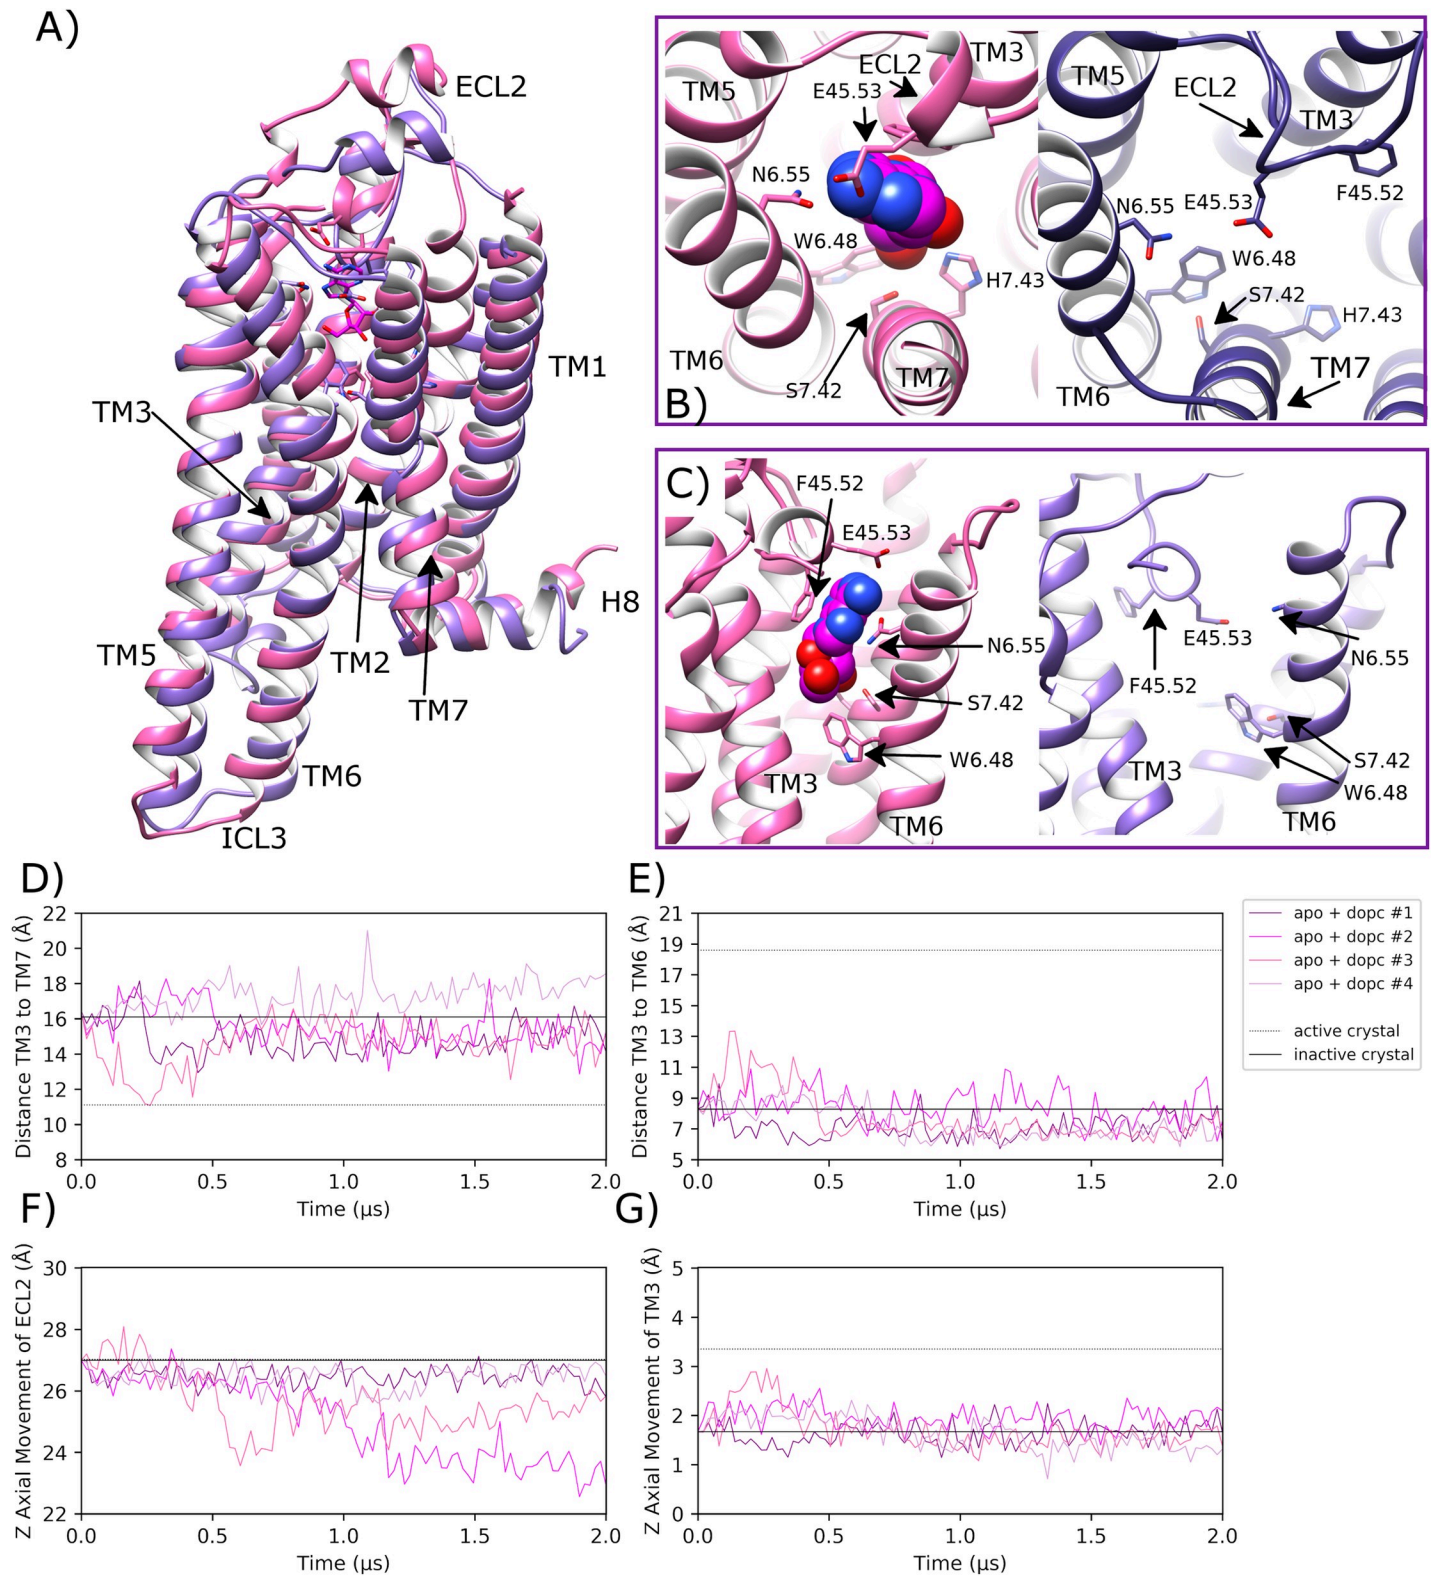 A)
ECL2
TM1
TM3
H8
TM5
TM2
TM7
TM6
ICL3
B)
TM5
ECL2
TM3
E45.53
N6.55
W6.48
H7.43
TM6
S7.42
TM7
TM5
ECL2
TM3
F45.52
N6.55
E45.53
W6.48
S7.42
H7.43
TM6
TM7
C)
F45.52
E45.53
N6.55
S7.42
W6.48
TM3
TM6
E45.53
N6.55
F45.52
TM3
S7.42
W6.48
TM6
D)
Distance TM3 to TM7 (Å)
22
20
18
16
14
12
10
8
0.0 0.5 1.0 1.5 2.0
Time (μs)
E)
Distance TM3 to TM6 (Å)
21
19
17
15
13
11
9
7
5
0.0 0.5 1.0 1.5 2.0
Time (μs)
apo + dopc #1
apo + dopc #2
apo + dopc #3
apo + dopc #4
active crystal
inactive crystal
F)
Z Axial Movement of ECL2 (Å)
30
28
26
24
22
0.0 0.5 1.0 1.5 2.0
Time (μs)
G)
Z Axial Movement of TM3 (Å)
5
4
3
2
1
0
0.0 0.5 1.0 1.5 2.0
Time (μs)